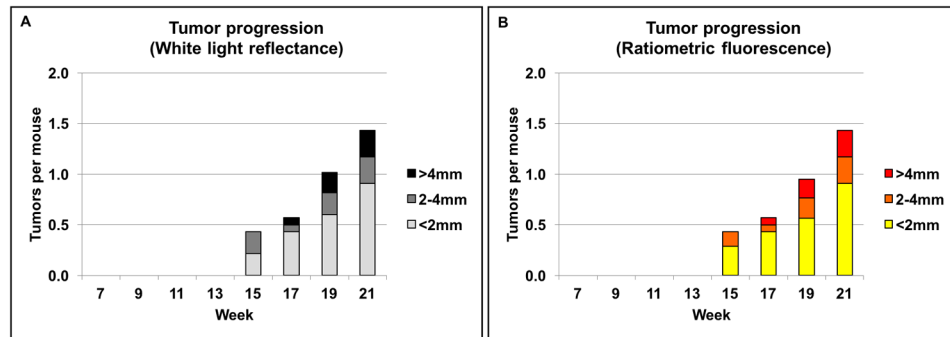 A
Tumor progression
(White light reflectance)
Tumors per mouse
2.0
1.5
1.0
0.5
0.0
7 9 11 13 15 17 19 21
Week
>4mm
2-4mm
<2mm
B
Tumor progression
(Ratiometric fluorescence)
Tumors per mouse
2.0
1.5
1.0
0.5
0.0
7 9 11 13 15 17 19 21
Week
>4mm
2-4mm
<2mm